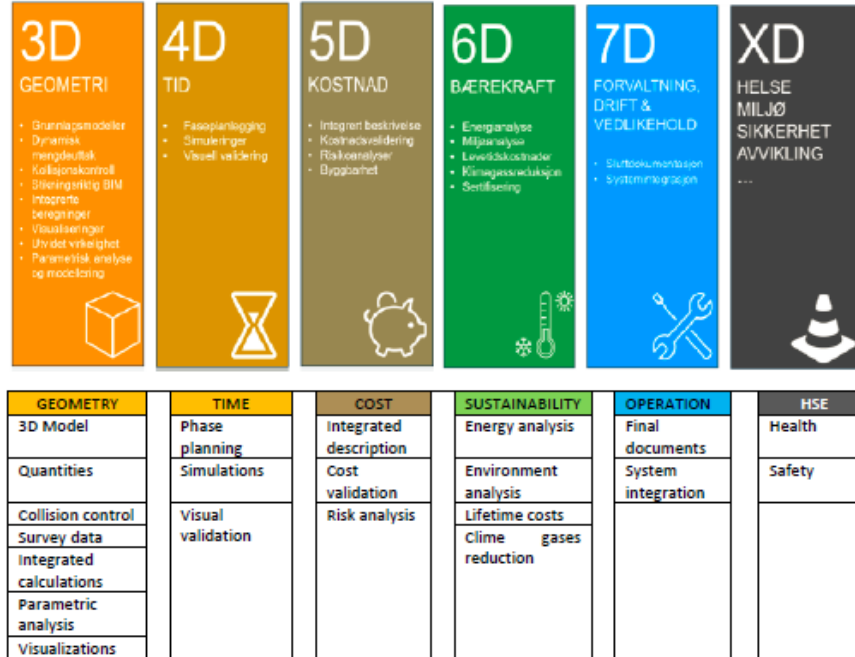 3D
GEOMETRI
• Grunnlagsmodeller
• Dynamisk
mengdeuttak
• Kollisjonskontroll
• Stikningsriktig BIM
• Integrerte
beregninger
• Visualiseringer
• Utvidet virkelighet
• Parametrisk analyse
og modellering
4D
TID
• Faseplanlegging
• Simuleringer
• Visuell validering
5D
KOSTNAD
• Integrert beskrivelse
• Kostnadsvalidering
• Risikoanalyser
• Byggbarhet
6D
BÆREKRAFT
• Energianalyse
• Miljøanalyse
• Levetidskostnader
• Klimagassreduksjon
• Sertifisering
7D
FORVALTNING,
DRIFT &
VEDLIKEHOLD
• Sluttdokumentasjon
• Systemintegrasjon
XD
HELSE
MILJØ
SIKKERHET
AVVIKLING
...
GEOMETRY
3D Model
Quantities
Collision control
Survey data
Integrated
calculations
Parametric
analysis
Visualizations
TIME
Phase
planning
Simulations
Visual
validation
COST
Integrated
description
Cost
validation
Risk analysis
SUSTAINABILITY
Energy analysis
Environment
analysis
Lifetime costs
Clime gases
reduction
OPERATION
Final
documents
System
integration
HSE
Health
Safety